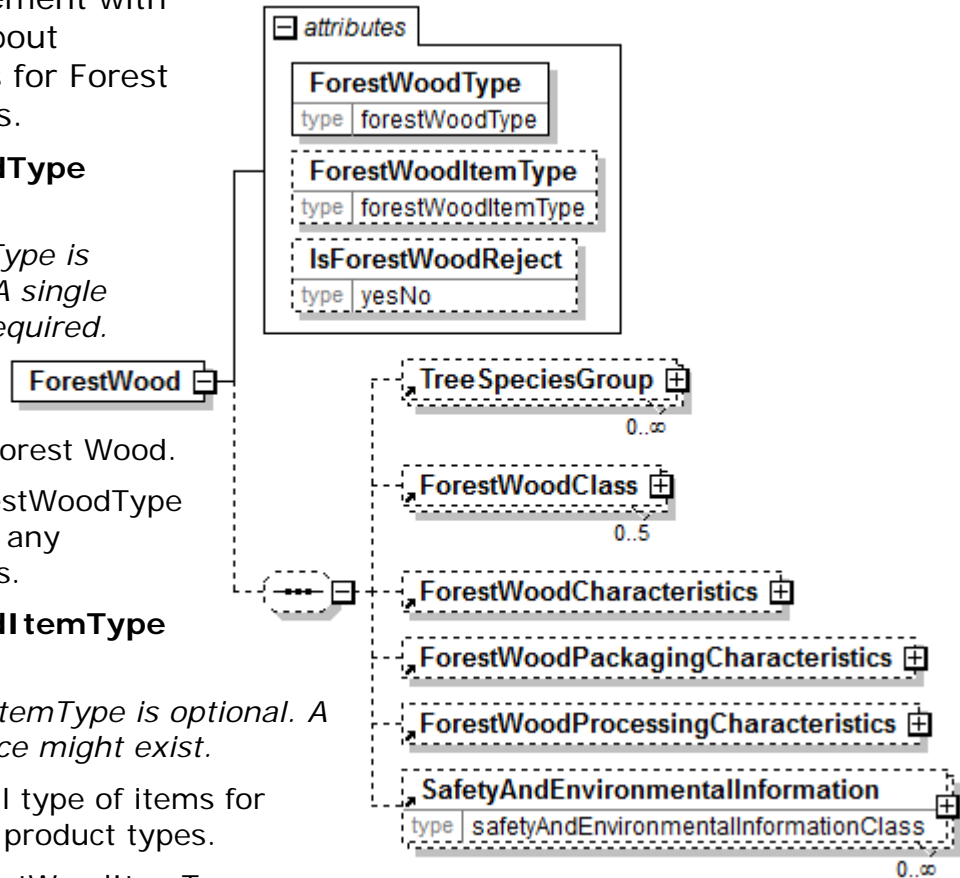 ement with
bout
s for Forest
s.
dType
Type is
A single
equired.
orest Wood.
estWoodType
any
s.
dItemType
temType is optional. A
ce might exist.
l type of items for
product types.
attributes
ForestWoodType
type forestWoodType
ForestWoodItemType
type forestWoodItemType
IsForestWoodReject
type yesNo
ForestWood
TreeSpeciesGroup
0..∞
ForestWoodClass
0..5
ForestWoodCharacteristics
ForestWoodPackagingCharacteristics
ForestWoodProcessingCharacteristics
SafetyAndEnvironmentalInformation
type safetyAndEnvironmentalInformationClass
0..∞